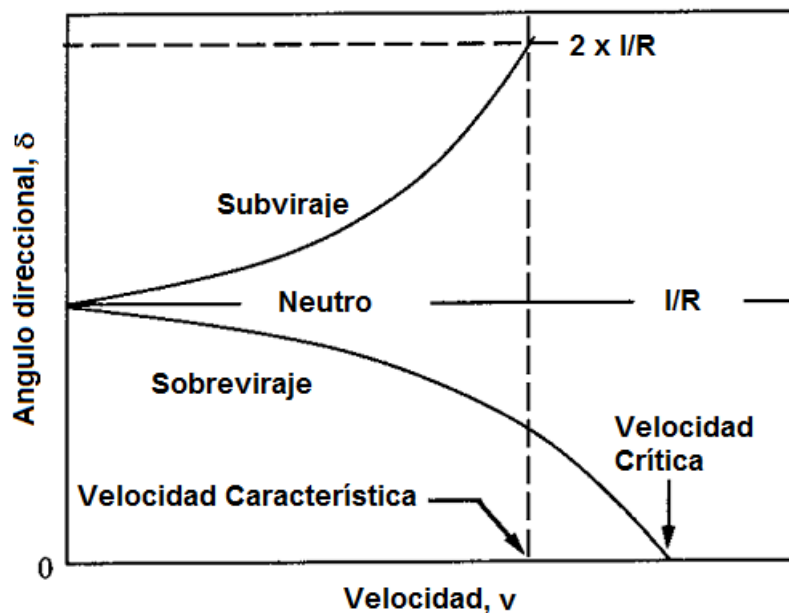 2 x I/R
Angulo direccional, δ
Subviraje
Neutro
I/R
Sobreviraje
Velocidad
Crítica
Velocidad Característica
0
Velocidad, v